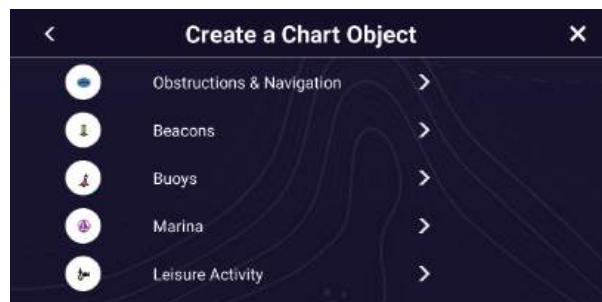 Create a Chart Object
Obstructions & Navigation
Beacons
Buoys
Marina
Leisure Activity